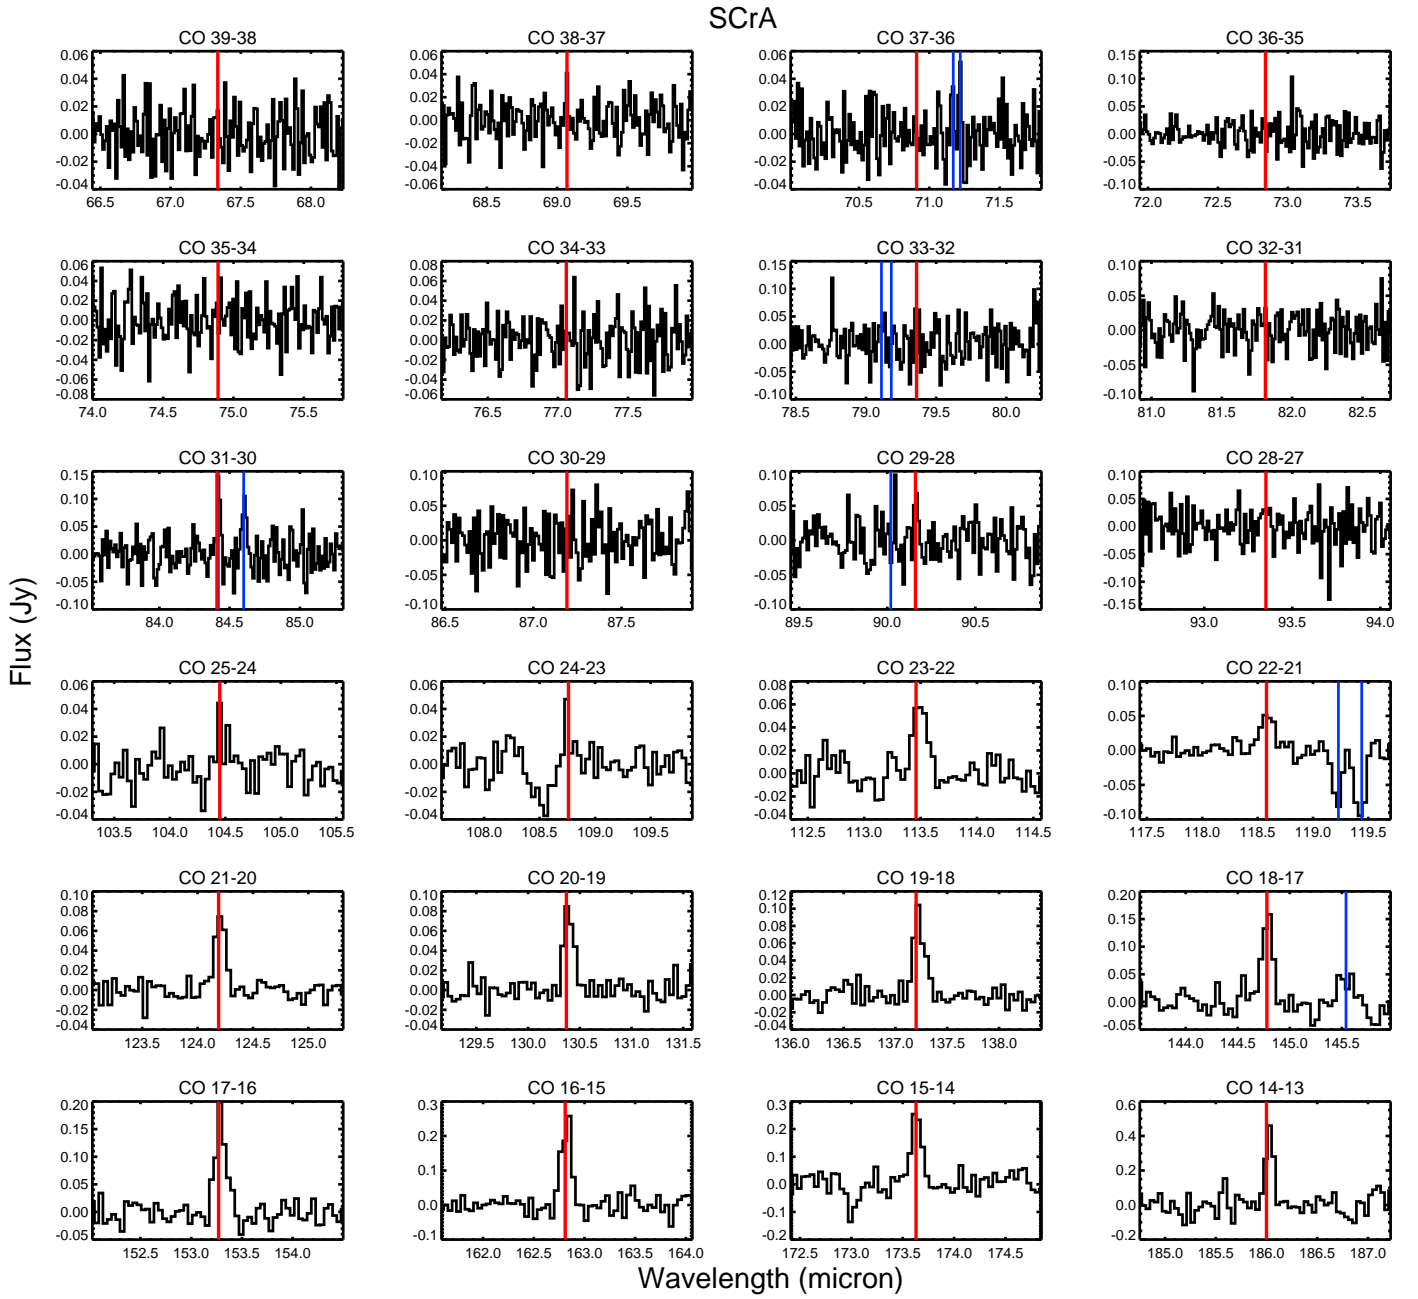 SCrA
CO 39-38
0.06
0.04
0.02
0.00
-0.02
-0.04
66.5 67.0 67.5 68.0
CO 38-37
0.06
0.04
0.02
0.00
-0.02
-0.04
-0.06
68.5 69.0 69.5
CO 37-36
0.06
0.04
0.02
0.00
-0.02
-0.04
70.5 71.0 71.5
CO 36-35
0.15
0.10
0.05
0.00
-0.05
-0.10
72.0 72.5 73.0 73.5
CO 35-34
0.06
0.04
0.02
0.00
-0.02
-0.04
-0.06
-0.08
74.0 74.5 75.0 75.5
CO 34-33
0.08
0.06
0.04
0.02
0.00
-0.02
-0.04
-0.06
76.5 77.0 77.5
CO 33-32
0.15
0.10
0.05
0.00
-0.05
-0.10
78.5 79.0 79.5 80.0
CO 32-31
0.10
0.05
0.00
-0.05
-0.10
81.0 81.5 82.0 82.5
CO 31-30
0.15
0.10
0.05
0.00
-0.05
-0.10
84.0 84.5 85.0
CO 30-29
0.10
0.05
0.00
-0.05
-0.10
86.5 87.0 87.5
CO 29-28
0.10
0.05
0.00
-0.05
-0.10
89.5 90.0 90.5
CO 28-27
0.10
0.05
0.00
-0.05
-0.10
-0.15
93.0 93.5 94.0
Flux (Jy)
CO 25-24
0.06
0.04
0.02
0.00
-0.02
-0.04
103.5 104.0 104.5 105.0 105.5
CO 24-23
0.06
0.04
0.02
0.00
-0.02
-0.04
108.0 108.5 109.0 109.5
CO 23-22
0.08
0.06
0.04
0.02
0.00
-0.02
-0.04
112.5 113.0 113.5 114.0 114.5
CO 22-21
0.10
0.05
0.00
-0.05
-0.10
117.5 118.0 118.5 119.0 119.5
CO 21-20
0.10
0.08
0.06
0.04
0.02
0.00
-0.02
-0.04
123.5 124.0 124.5 125.0
CO 20-19
0.10
0.08
0.06
0.04
0.02
0.00
-0.02
-0.04
129.5 130.0 130.5 131.0 131.5
CO 19-18
0.12
0.10
0.08
0.06
0.04
0.02
0.00
-0.02
-0.04
136.0 136.5 137.0 137.5 138.0
CO 18-17
0.20
0.15
0.10
0.05
0.00
-0.05
144.0 144.5 145.0 145.5
CO 17-16
0.20
0.15
0.10
0.05
0.00
-0.05
152.5 153.0 153.5 154.0
CO 16-15
0.3
0.2
0.1
0.0
-0.1
162.0 162.5 163.0 163.5 164.0
CO 15-14
0.3
0.2
0.1
0.0
-0.1
-0.2
172.5 173.0 173.5 174.0 174.5
CO 14-13
0.6
0.4
0.2
0.0
-0.2
185.0 185.5 186.0 186.5 187.0
Wavelength (micron)